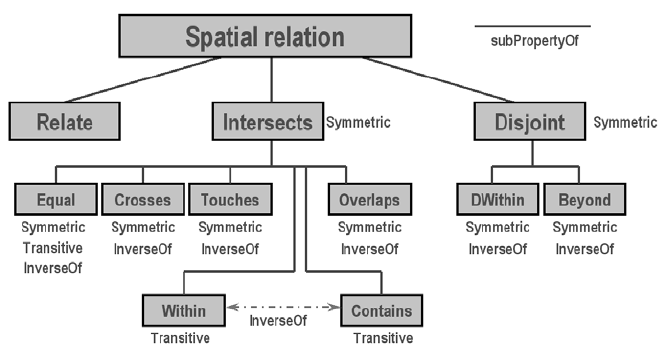 Spatial relation
subPropertyOf
Relate
Intersects
Symmetric
Disjoint
Symmetric
Equal
Crosses
Touches
Overlaps
DWithin
Beyond
Symmetric
Transitive
InverseOf
Symmetric
InverseOf
Symmetric
InverseOf
Symmetric
InverseOf
Symmetric
InverseOf
Symmetric
InverseOf
Within
InverseOf
Contains
Transitive
Transitive